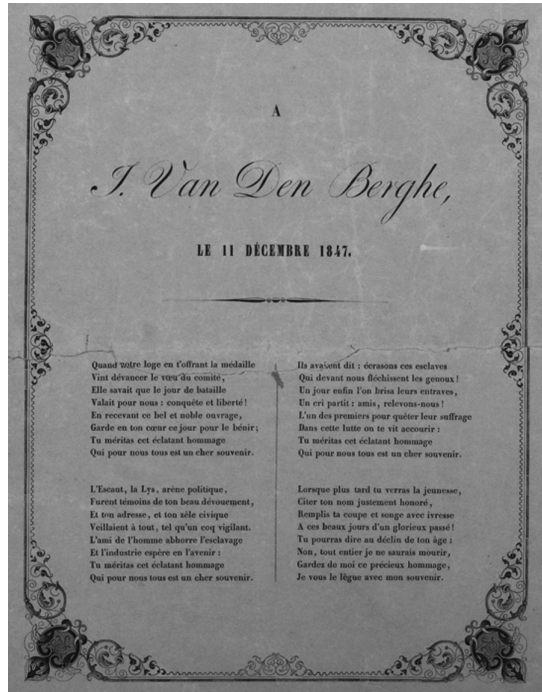 A
J. Van Den Berghe,
LE 11 DÉCEMBRE 1847.
Quand notre loge en t'offrant la médaille
Vint dévancer le vœu du comité,
Elle savait que le jour de bataille
Valait pour nous : conquête et liberté !
En recevant ce bel et noble ouvrage,
Garde en ton cœur ce jour pour le bénir;
Tu méritas cet éclatant hommage
Qui pour nous tous est un cher souvenir.
L'Escaut, la Lys, arène politique,
Furent témoins de ton beau dévouement,
Et ton adresse, et ton zèle civique
Veillaient à tout, tel qu'un coq vigilant.
L'ami de l'homme abhorre l'esclavage
Et l'industrie espère en l'avenir :
Tu méritas cet éclatant hommage
Qui pour nous tous est un cher souvenir.
Ils avaient dit : écrasons ces esclaves
Qui devant nous fléchissent les genoux !
Un jour enfin l'on brisa leurs entraves,
Un cri partit : amis, relevons-nous !
L'un des premiers pour quêter leur suffrage
Dans cette lutte on te vit accourir :
Tu méritas cet éclatant hommage
Qui pour nous tous est un cher souvenir.
Lorsque plus tard tu verras la jeunesse,
Citer ton nom justement honoré,
Remplis ta coupe et songe avec ivresse
A ces beaux jours d'un glorieux passé !
Tu pourras dire au déclin de ton âge :
Non, tout entier je ne saurais mourir,
Gardez de moi ce précieux hommage,
Je vous le lègue avec mon souvenir.